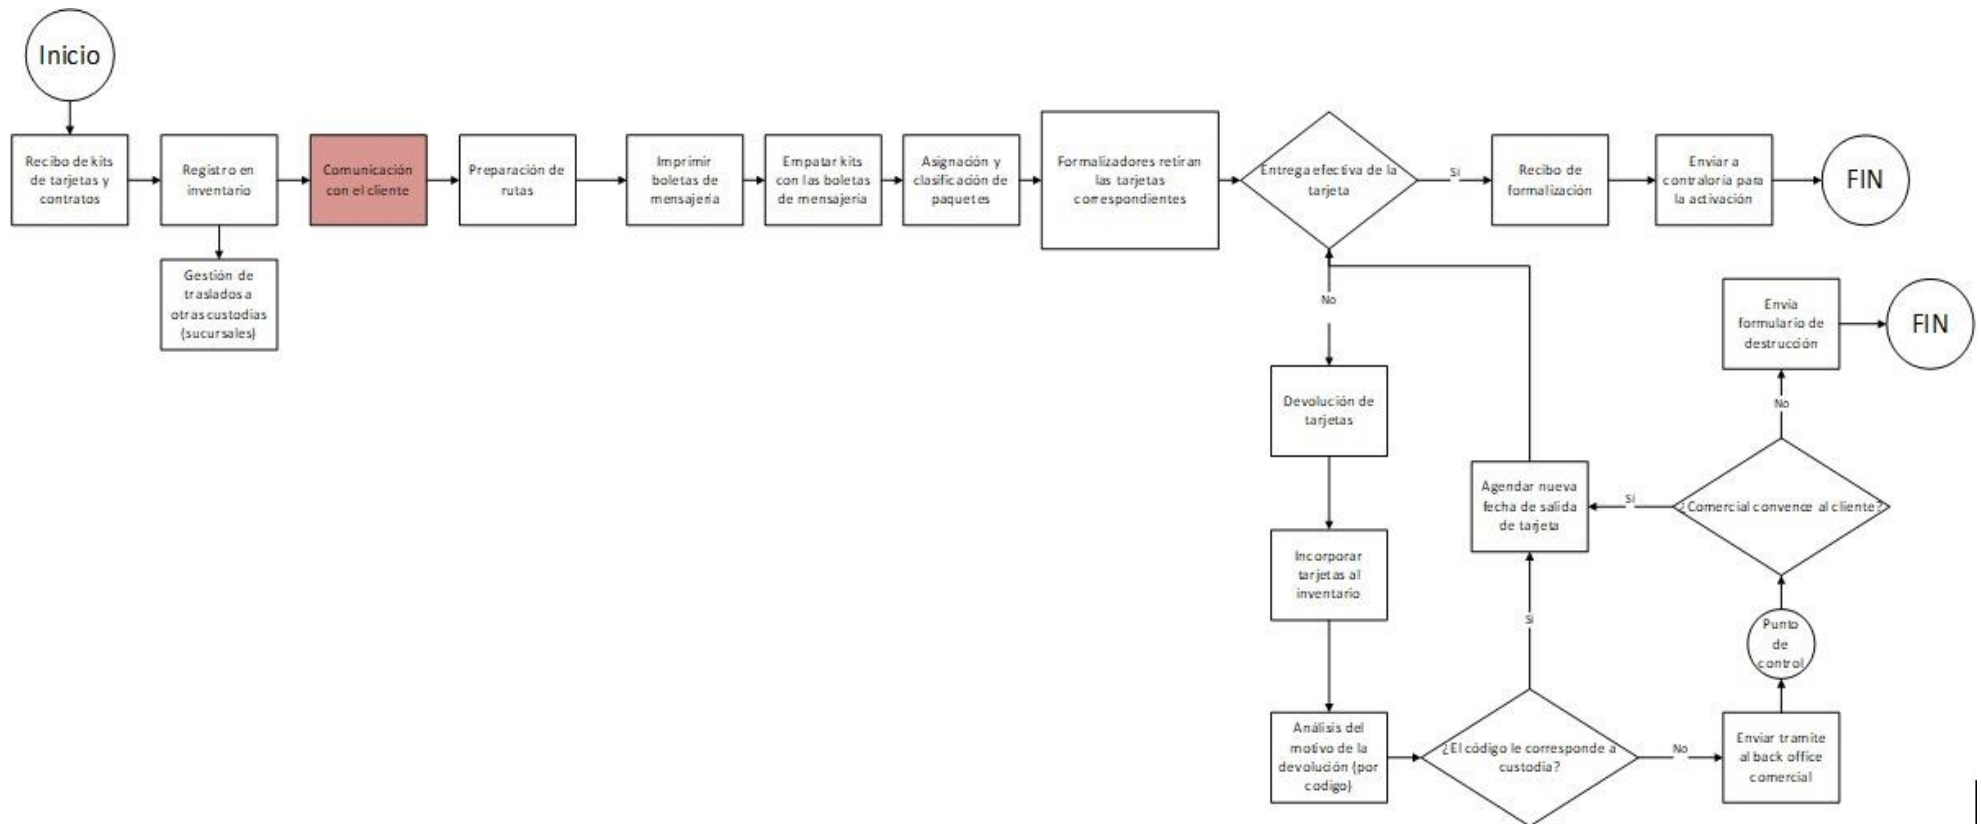 Inicio
Recibo de kits
de tarjetas y
contratos
Registro en
inventario
Comunicación
con el cliente
Preparación de
rutas
Imprimir
boletas de
mensajería
Empatar kits
con las boletas
de mensajería
Asignación y
clasificación de
paquetes
Formalizadores retiran
las tarjetas
correspondientes
Entrega efectiva de la
tarjeta
Sí
Recibo de
formalización
Enviar a
contraloría para
la activación
FIN
Gestión de
traslados a
otras custodias
(sucursales)
No
Devolución de
tarjetas
Incorporar
tarjetas al
inventario
Análisis del
motivo de la
devolución (por
codigo)
¿El código le corresponde a
custodia?
Sí
Agendar nueva
fecha de salida
de tarjeta
No
Enviar tramite
al back office
comercial
Punto
de
control
¿Comercial convence al cliente?
Sí
No
Envía
formulario de
destrucción
FIN